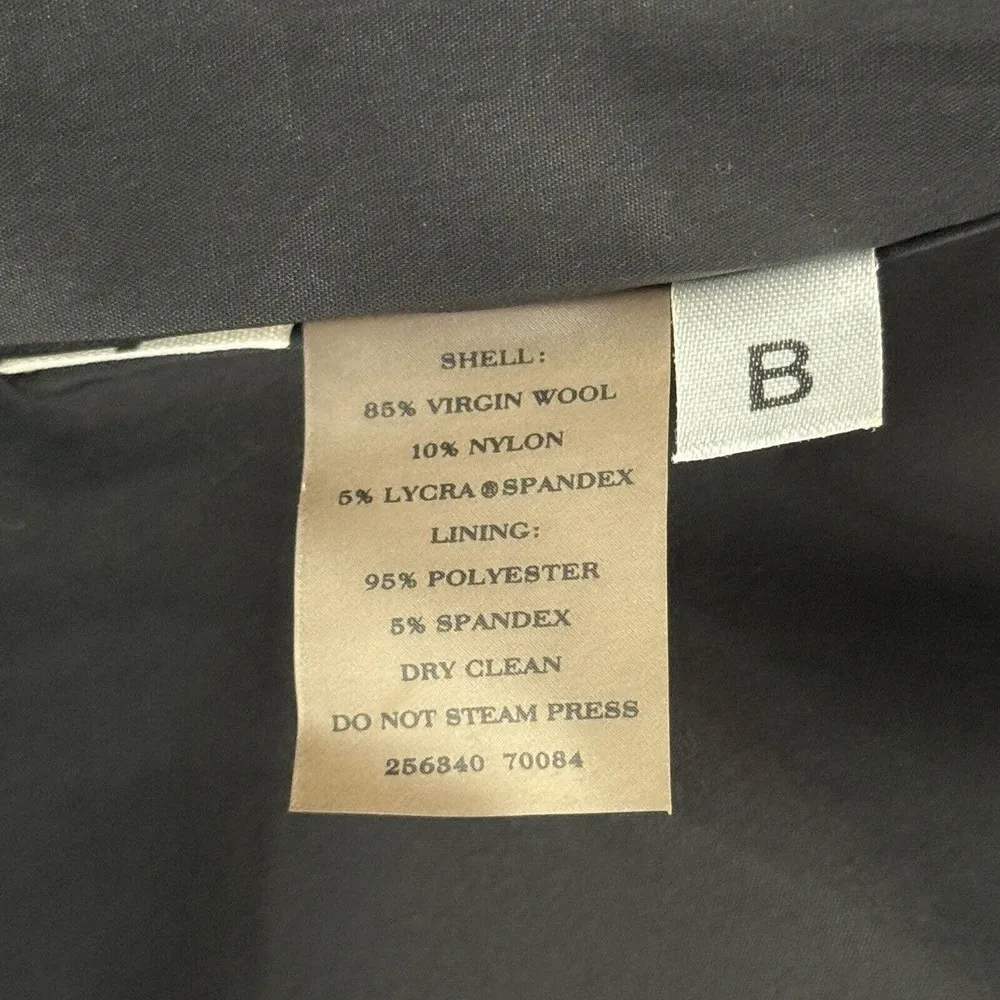 SHELL:
85% VIRGIN WOOL
10% NYLON
5% LYCRA®SPANDEX
LINING:
95% POLYESTER
5% SPANDEX
DRY CLEAN
DO NOT STEAM PRESS
256840 70084
B